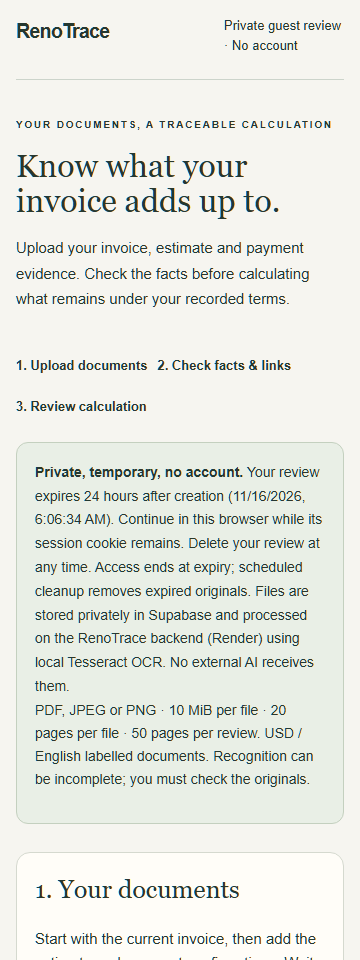 RenoTrace
Private guest review
· No account
YOUR DOCUMENTS, A TRACEABLE CALCULATION
Know what your
invoice adds up to.
Upload your invoice, estimate and payment
evidence. Check the facts before calculating
what remains under your recorded terms.
1. Upload documents 2. Check facts & links
3. Review calculation
Private, temporary, no account. Your review
expires 24 hours after creation (11/16/2026,
6:06:34 AM). Continue in this browser while its
session cookie remains. Delete your review at
any time. Access ends at expiry; scheduled
cleanup removes expired originals. Files are
stored privately in Supabase and processed
on the RenoTrace backend (Render) using
local Tesseract OCR. No external AI receives
them.
PDF, JPEG or PNG · 10 MiB per file · 20
pages per file · 50 pages per review. USD /
English labelled documents. Recognition can
be incomplete; you must check the originals.
1. Your documents
Start with the current invoice, then add the